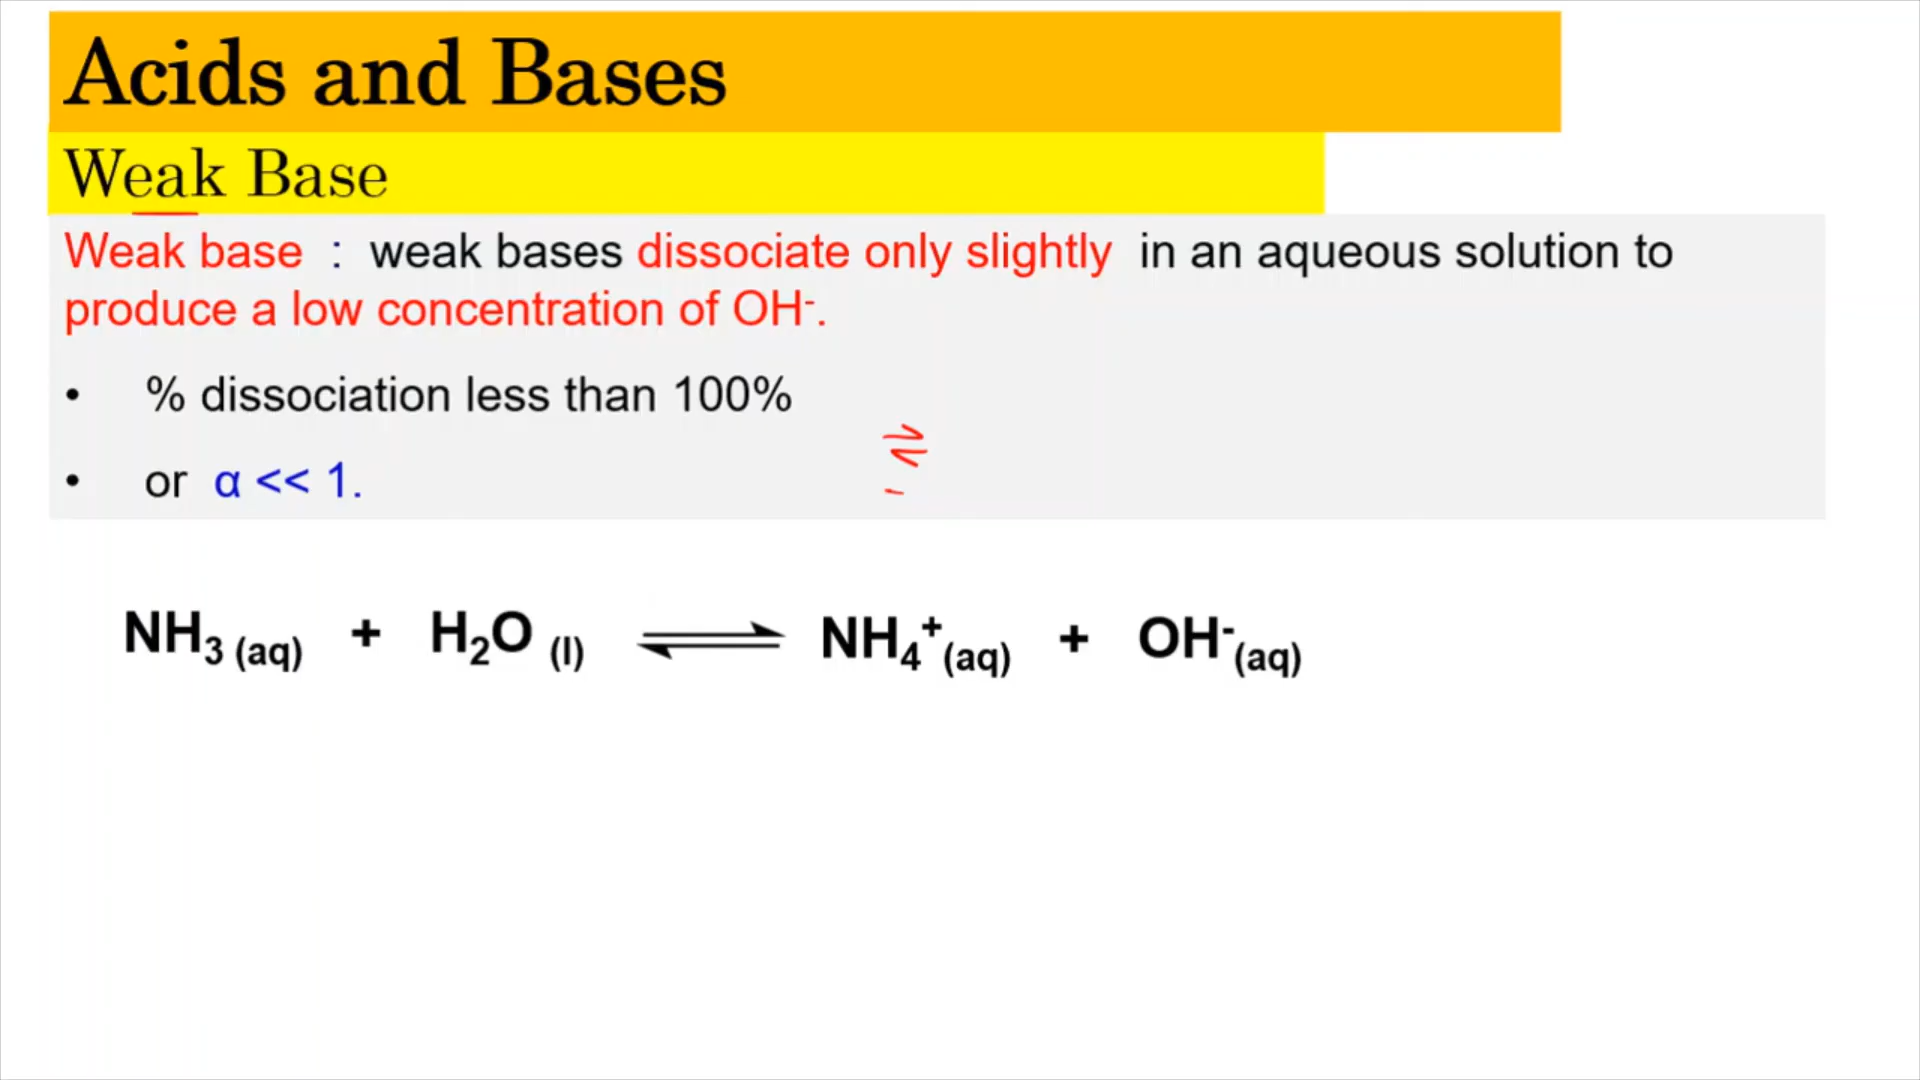 Acids and Bases
Weak Base
Weak base : weak bases dissociate only slightly in an aqueous solution to
produce a low concentration of OH⁻.
• % dissociation less than 100%
• or α << 1.
⇌
NH₃ (aq) + H₂O (l) ⇌ NH₄⁺(aq) + OH⁻(aq)